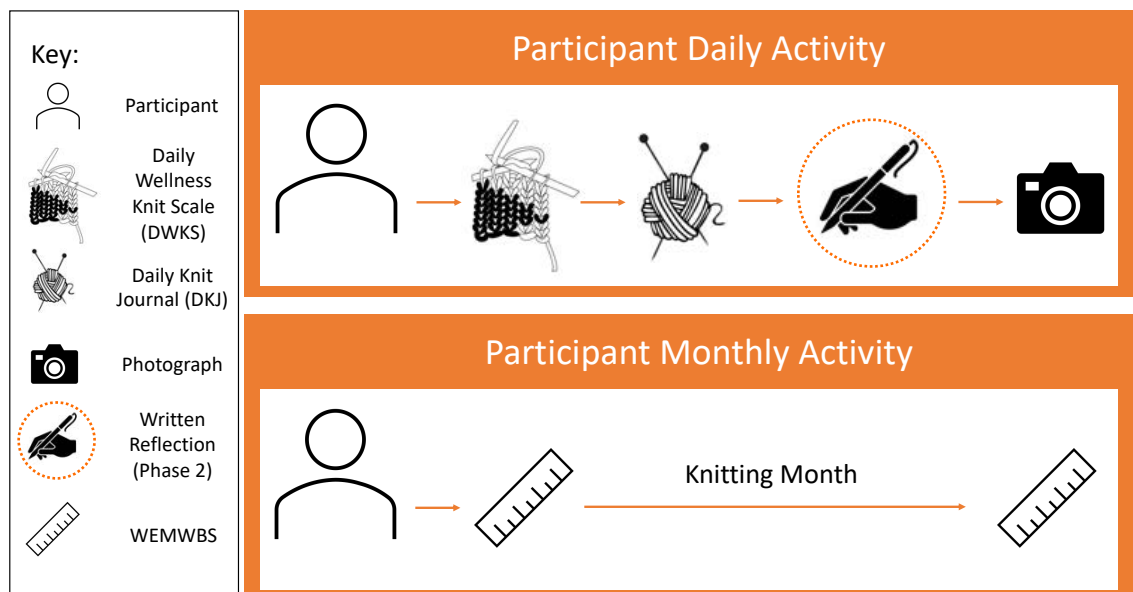 Key:
Participant
Daily
Wellness
Knit Scale
(DWKS)
Daily Knit
Journal (DKJ)
Photograph
Written
Reflection
(Phase 2)
WEMWBS
Participant Daily Activity
Participant Monthly Activity
Knitting Month